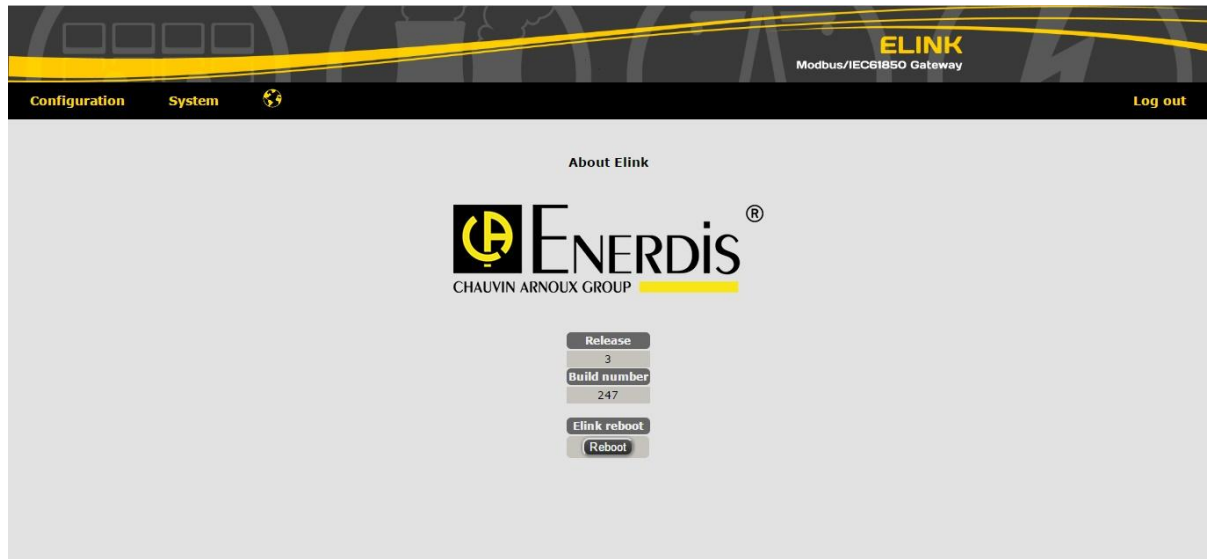 ELINK
Modbus/IEC61850 Gateway
Configuration System Log out
About Elink
ENERDIS ®
CHAUVIN ARNOUX GROUP
Release
3
Build number
247
Elink reboot
Reboot